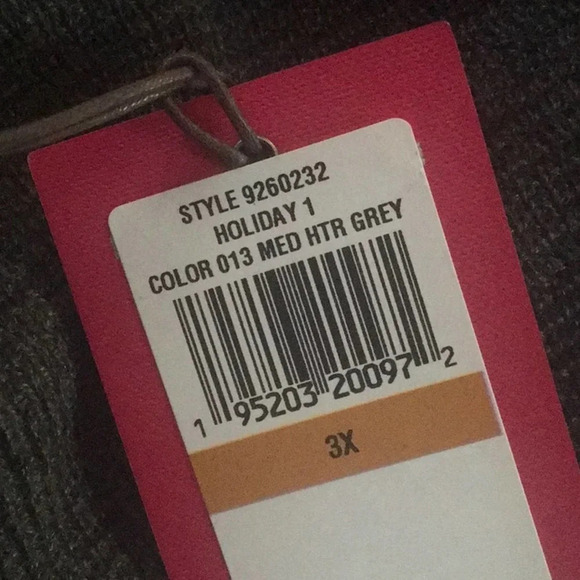 STYLE 9260232
HOLIDAY 1
COLOR 013 MED HTR GREY
1 95203 20097 2
3X